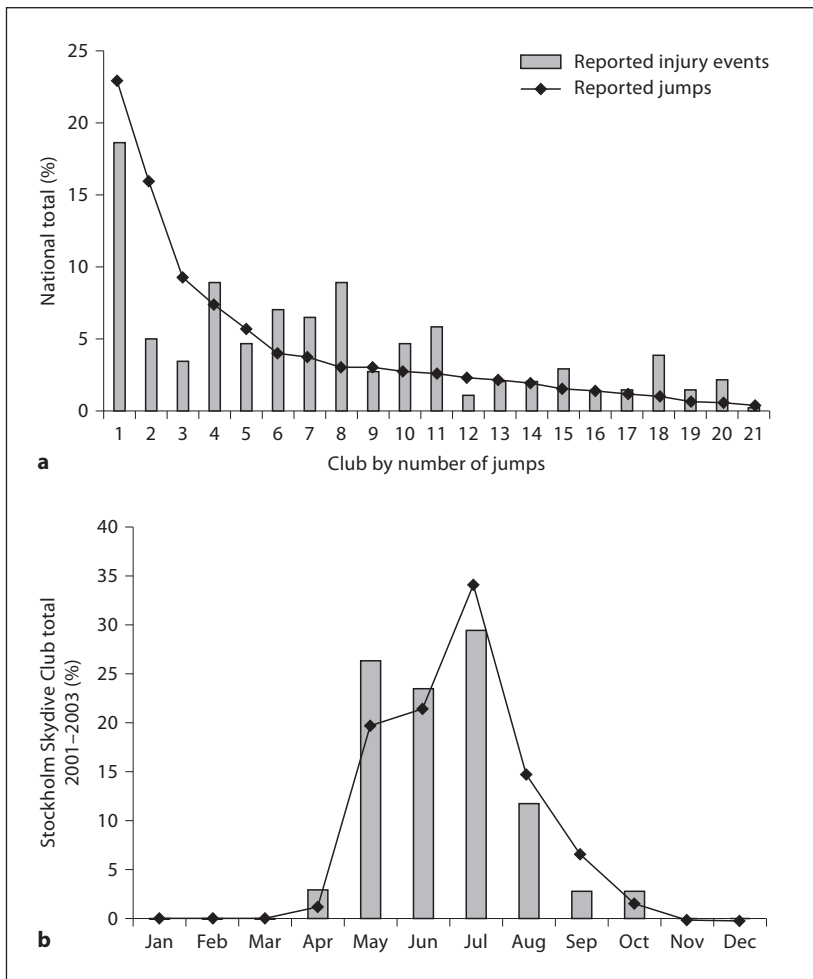 25
20
15
10
5
0
National total (%)
Reported injury events
Reported jumps
1 2 3 4 5 6 7 8 9 10 11 12 13 14 15 16 17 18 19 20 21
a
Club by number of jumps
40
35
30
25
20
15
10
5
0
Stockholm Skydive Club total
2001–2003 (%)
Jan Feb Mar Apr May Jun Jul Aug Sep Oct Nov Dec
b